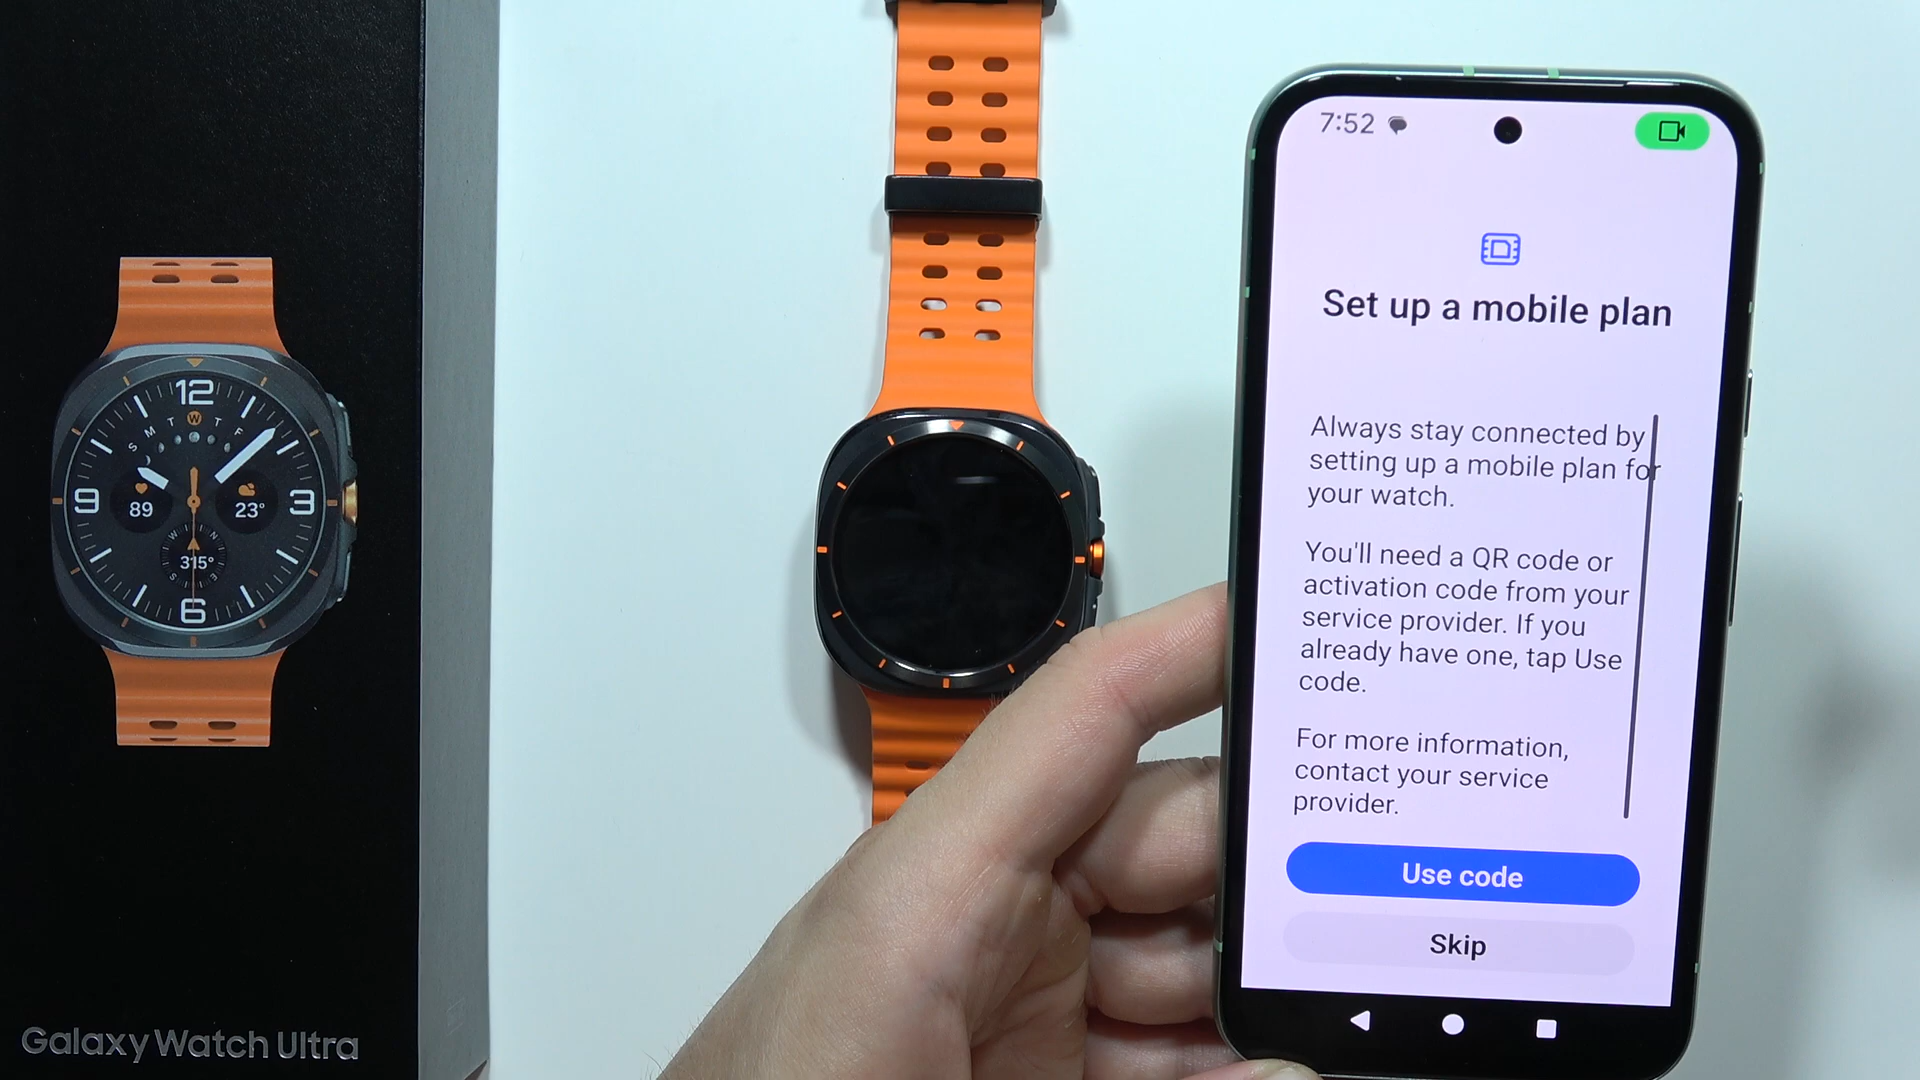 12
S M T W T F
9
3
89
23°
W N
315°
S 3
6
Galaxy Watch Ultra
7:52
Set up a mobile plan
Always stay connected by
setting up a mobile plan for
your watch.
You'll need a QR code or
activation code from your
service provider. If you
already have one, tap Use
code.
For more information,
contact your service
provider.
Use code
Skip